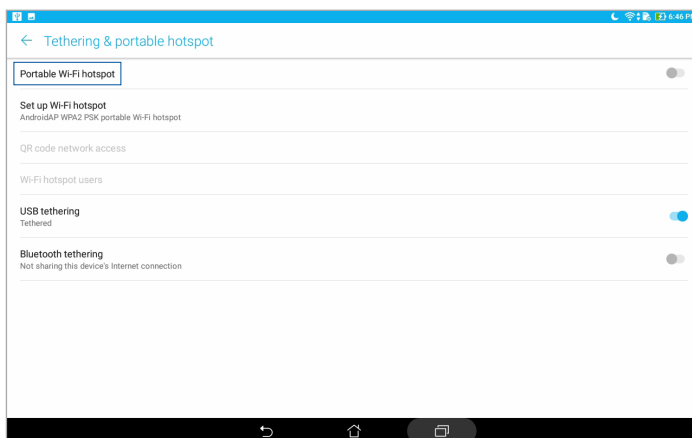 6:46 PM
Tethering & portable hotspot
Portable Wi-Fi hotspot
Set up Wi-Fi hotspot
AndroidAP WPA2 PSK portable Wi-Fi hotspot
QR code network access
Wi-Fi hotspot users
USB tethering
Tethered
Bluetooth tethering
Not sharing this device's Internet connection